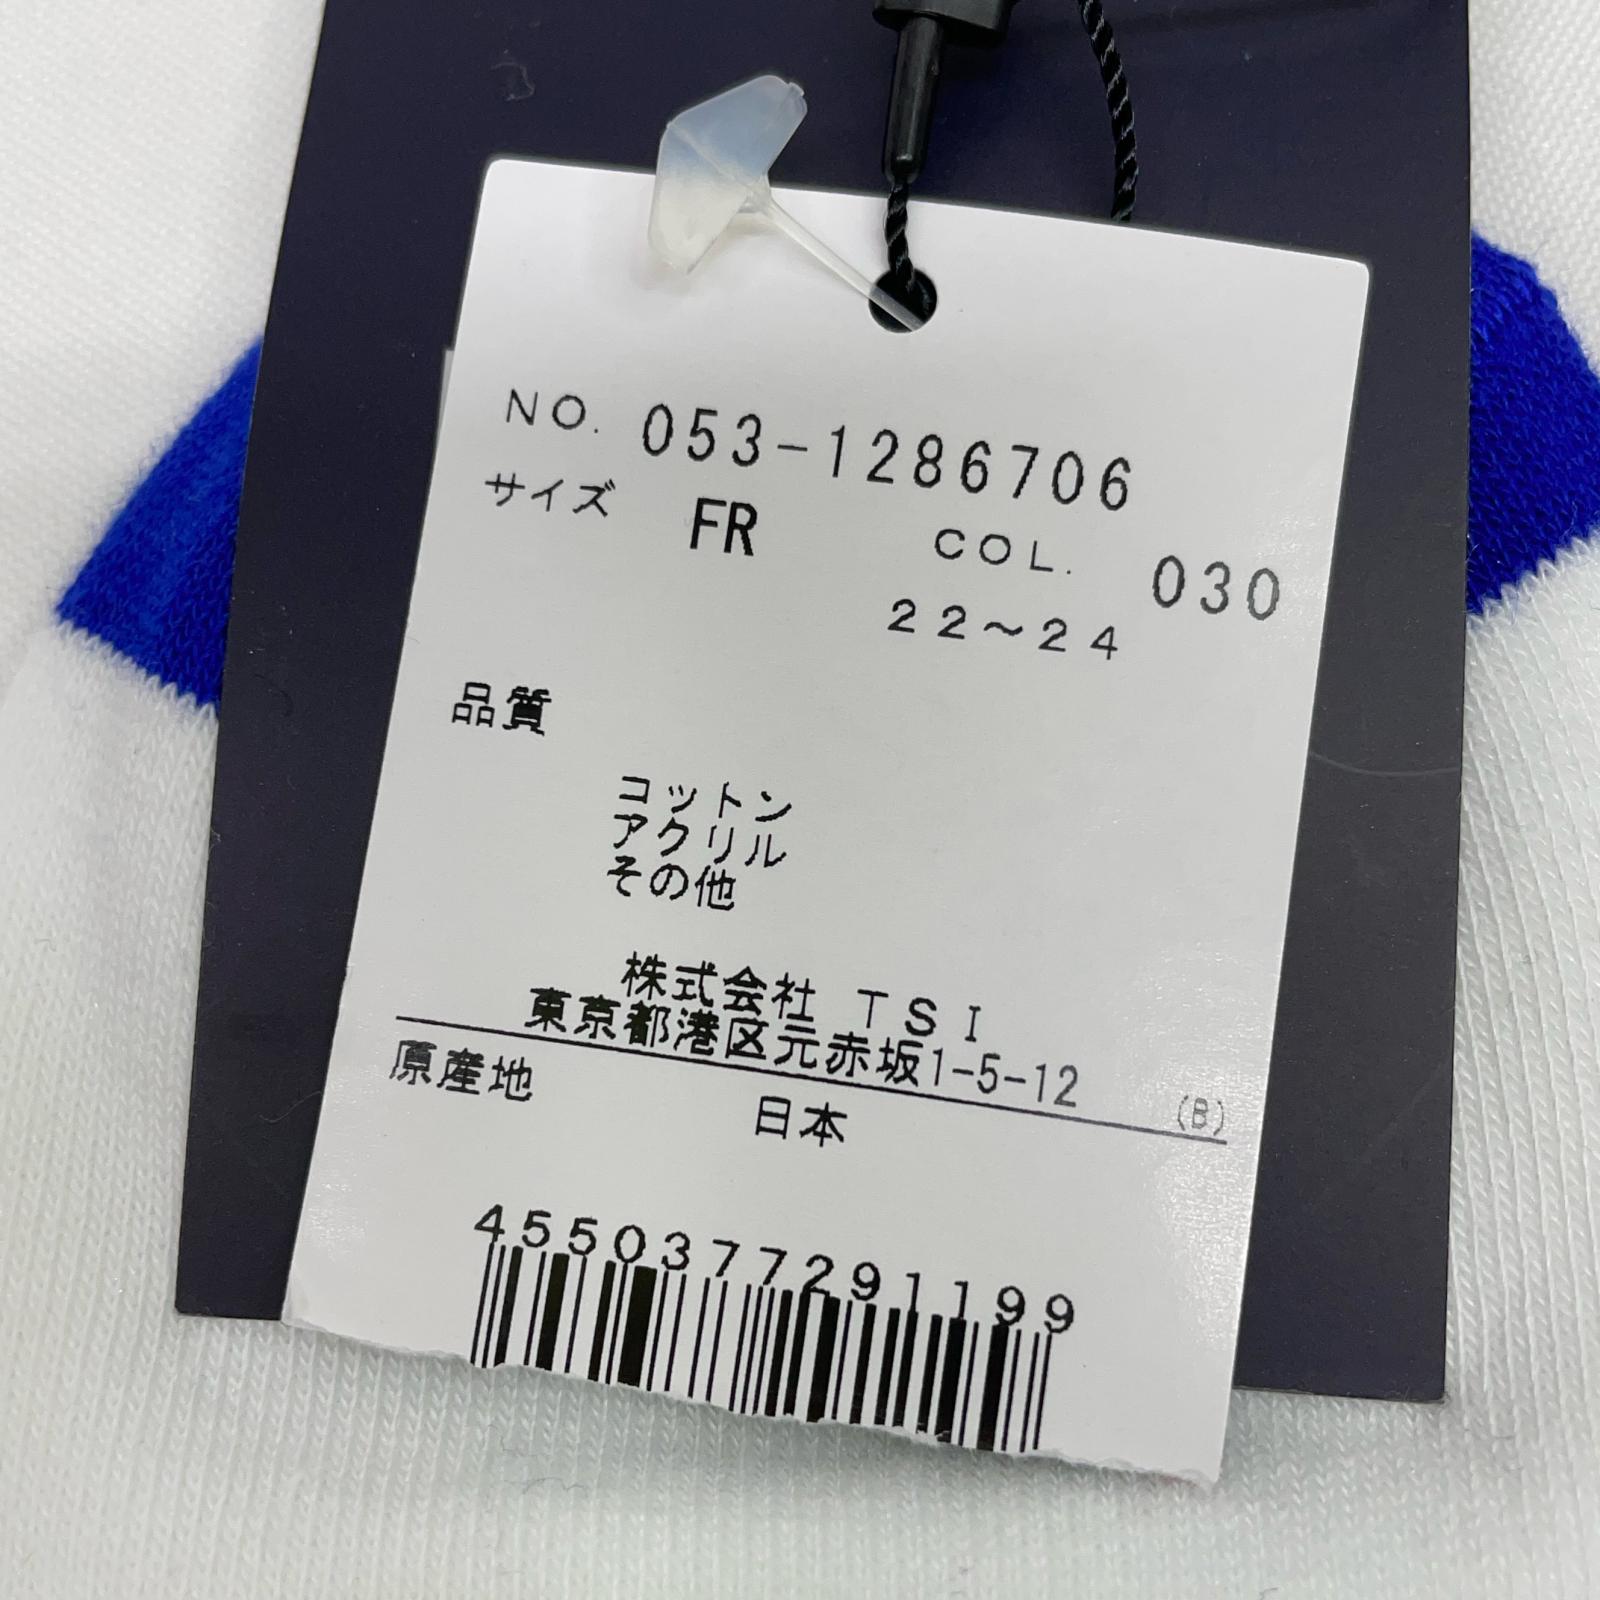 NO. 053-1286706
サイズ FR COL. 030
22～24
品質
コットン
アクリル
その他
株式会社 TSI
東京都港区元赤坂1-5-12
(B)
原産地 日本
4550377291199